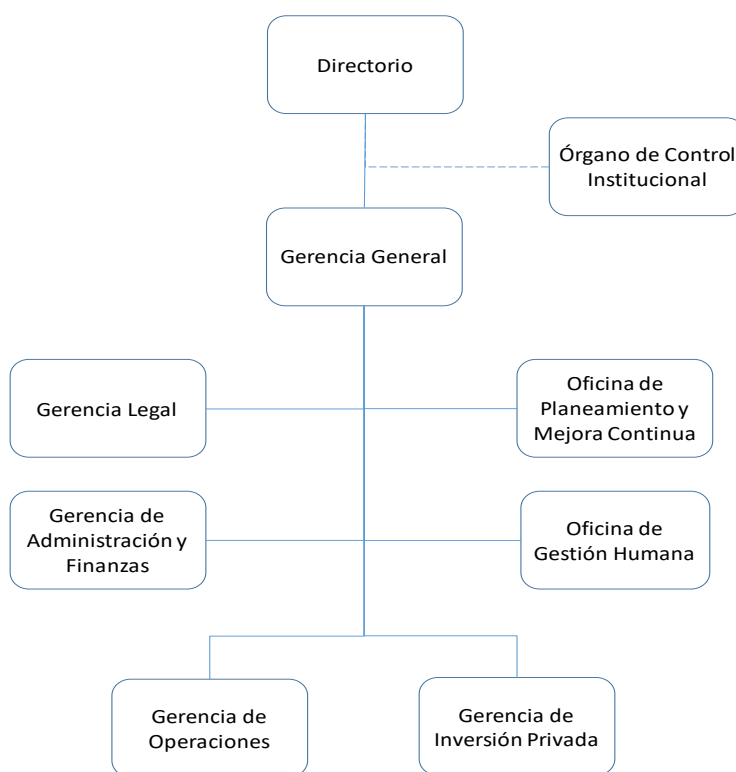 Directorio
Órgano de Control
Institucional
Gerencia General
Gerencia Legal
Oficina de
Planeamiento y
Mejora Continua
Gerencia de
Administración y
Finanzas
Oficina de
Gestión Humana
Gerencia de
Operaciones
Gerencia de
Inversión Privada